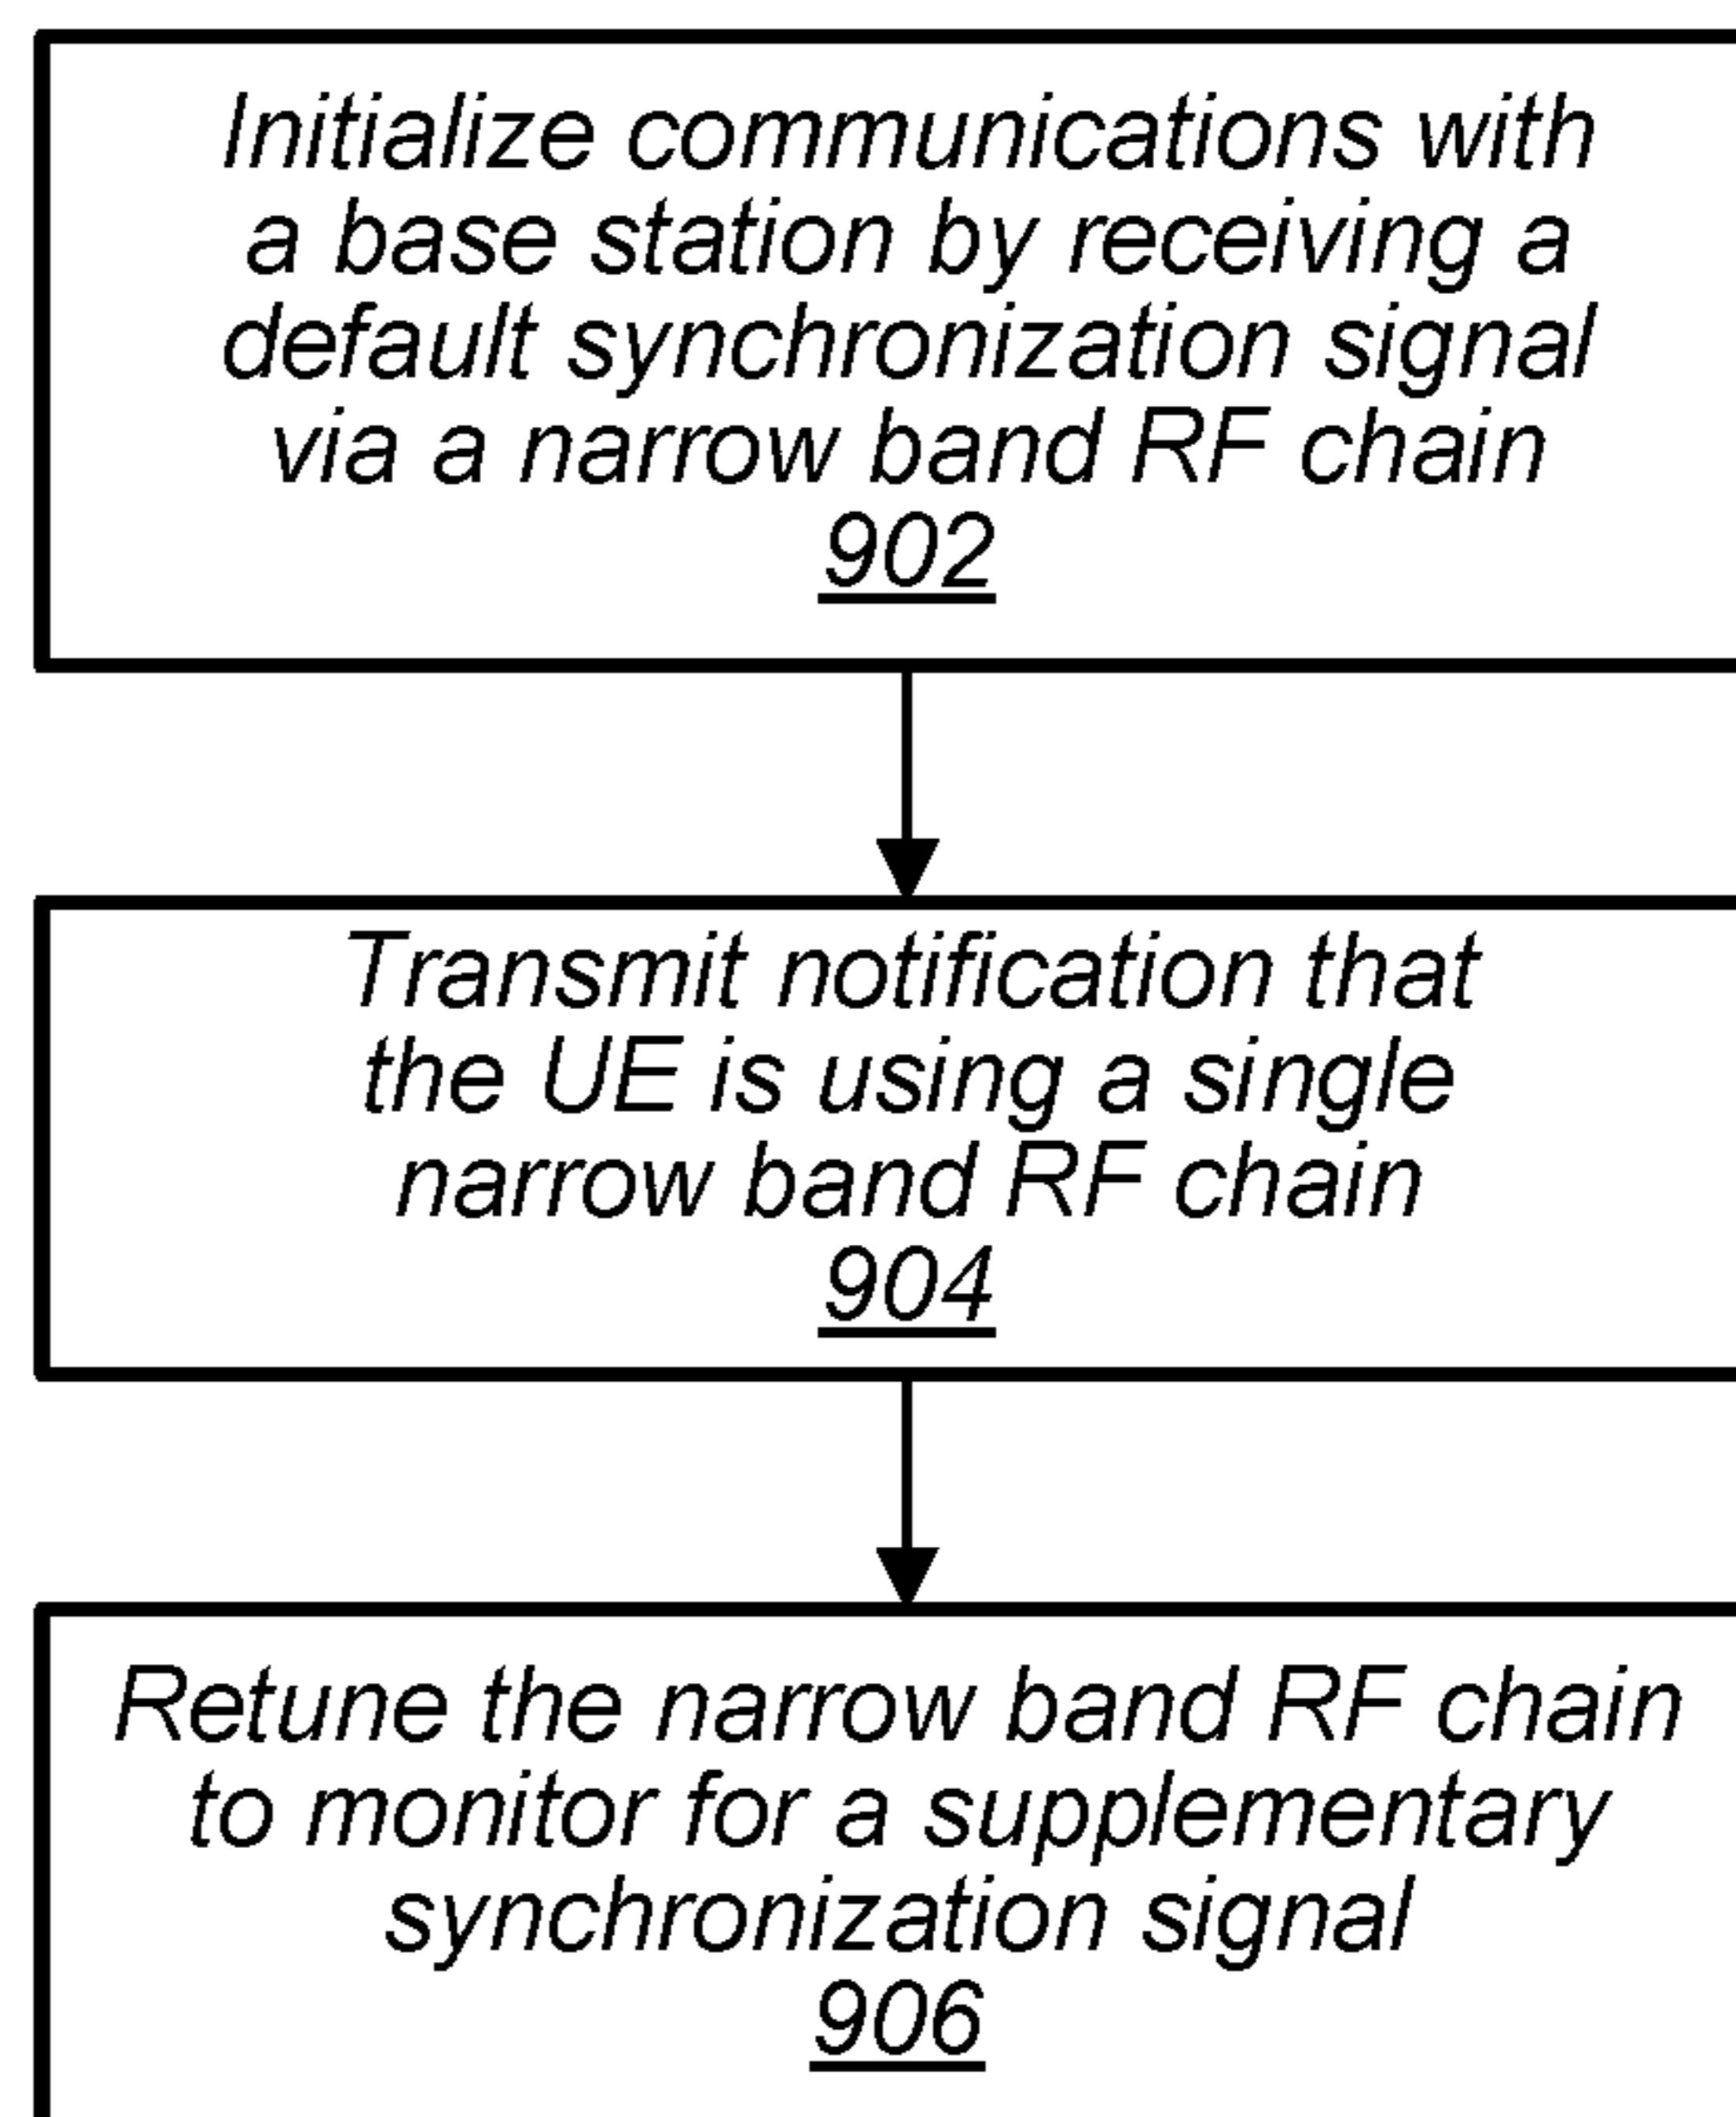 Initialize communications with
a base station by receiving a
default synchronization signal
via a narrow band RF chain
902
Transmit notification that
the UE is using a single
narrow band RF chain
904
Retune the narrow band RF chain
to monitor for a supplementary
synchronization signal
906